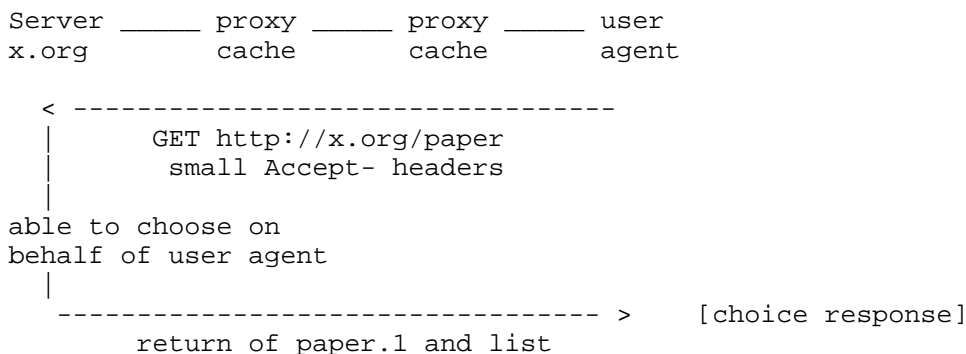 Server _____ proxy _____ proxy _____ user
x.org cache cache agent
< ----------------------------------
| GET http://x.org/paper
| small Accept- headers
|
able to choose on
behalf of user agent
|
---------------------------------- > [choice response]
return of paper.1 and list